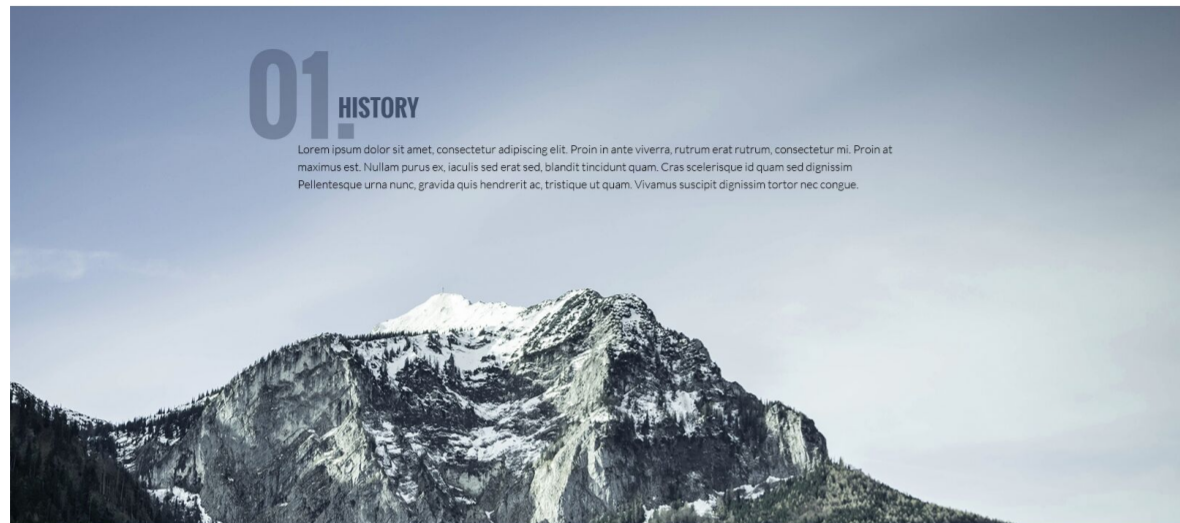 01. HISTORY
Lorem ipsum dolor sit amet, consectetur adipiscing elit. Proin in ante viverra, rutrum erat rutrum, consectetur mi. Proin at
maximus est. Nullam purus ex, iaculis sed erat sed, blandit tincidunt quam. Cras scelerisque id quam sed dignissim
Pellentesque urna nunc, gravida quis hendrerit ac, tristique ut quam. Vivamus suscipit dignissim tortor nec congue.